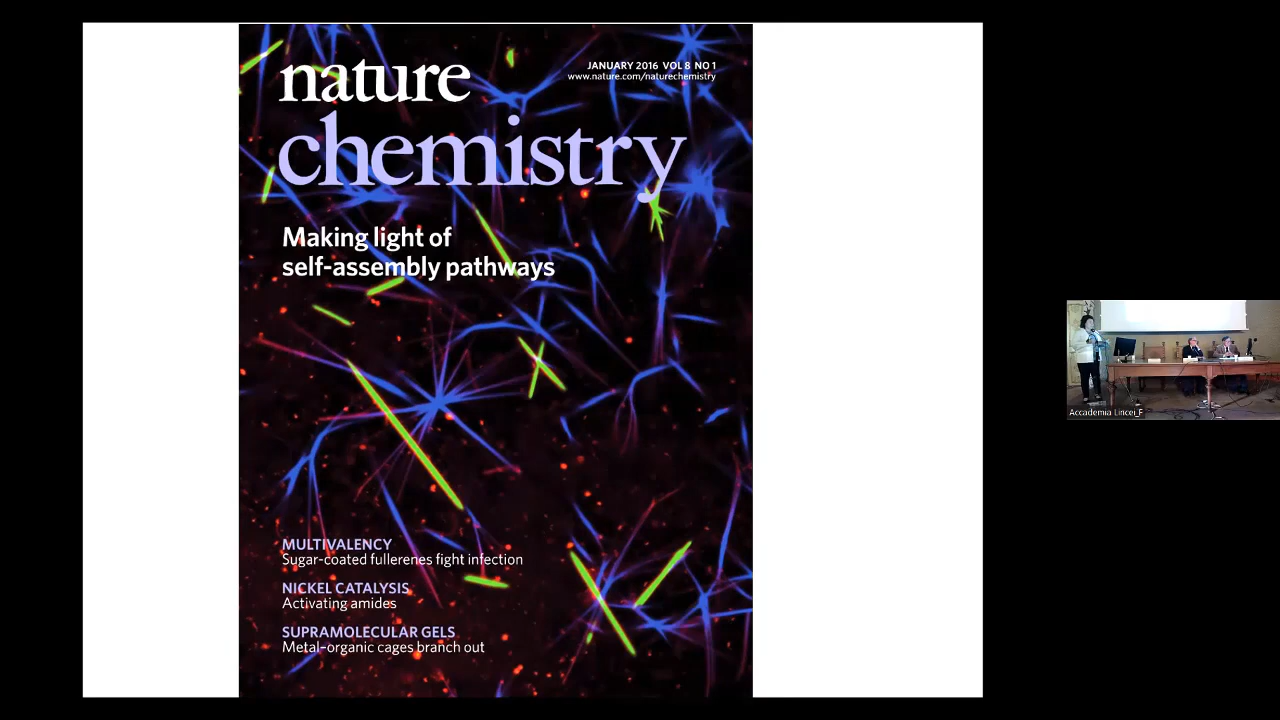 nature
chemistry
JANUARY 2016 VOL 8 NO 1
www.nature.com/naturechemistry
Making light of
self-assembly pathways
MULTIVALENCY
Sugar-coated fullerenes fight infection
NICKEL CATALYSIS
Activating amides
SUPRAMOLECULAR GELS
Metal–organic cages branch out
Accademia Lincei_F